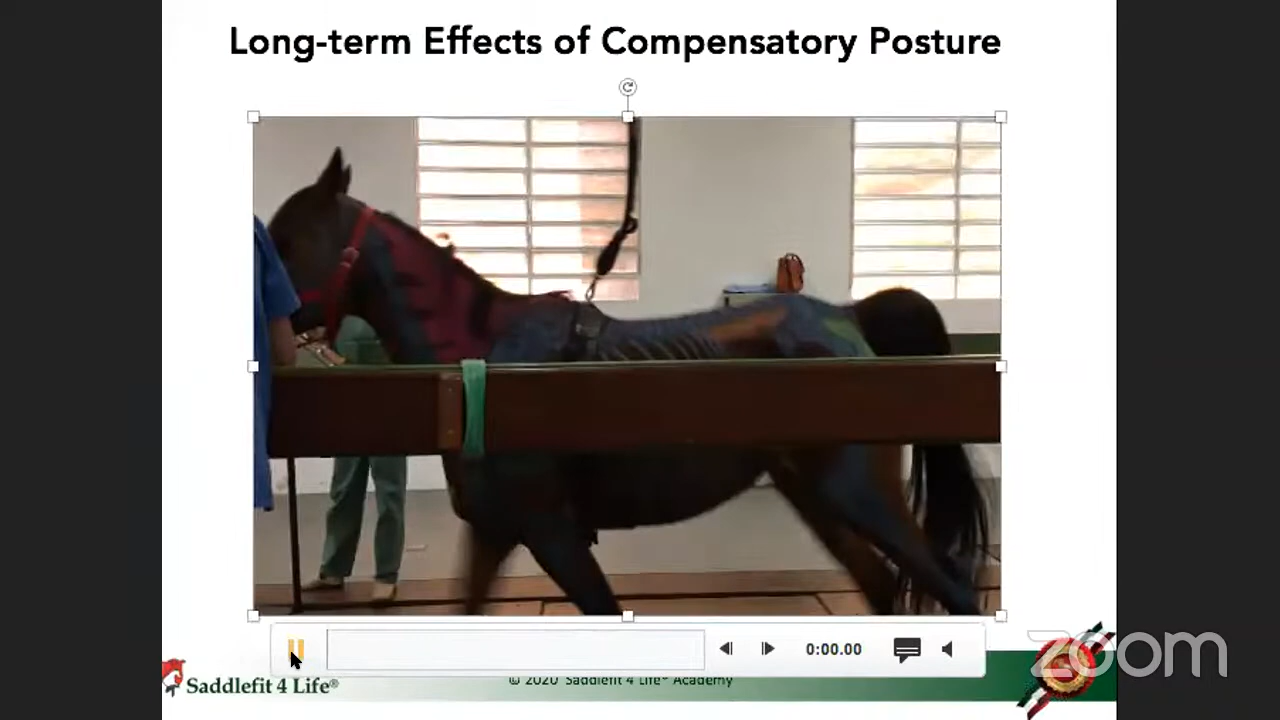 Long-term Effects of Compensatory Posture
0:00.00
Saddlefit 4 Life®
© 2020 Saddlefit 4 Life® Academy
zoom